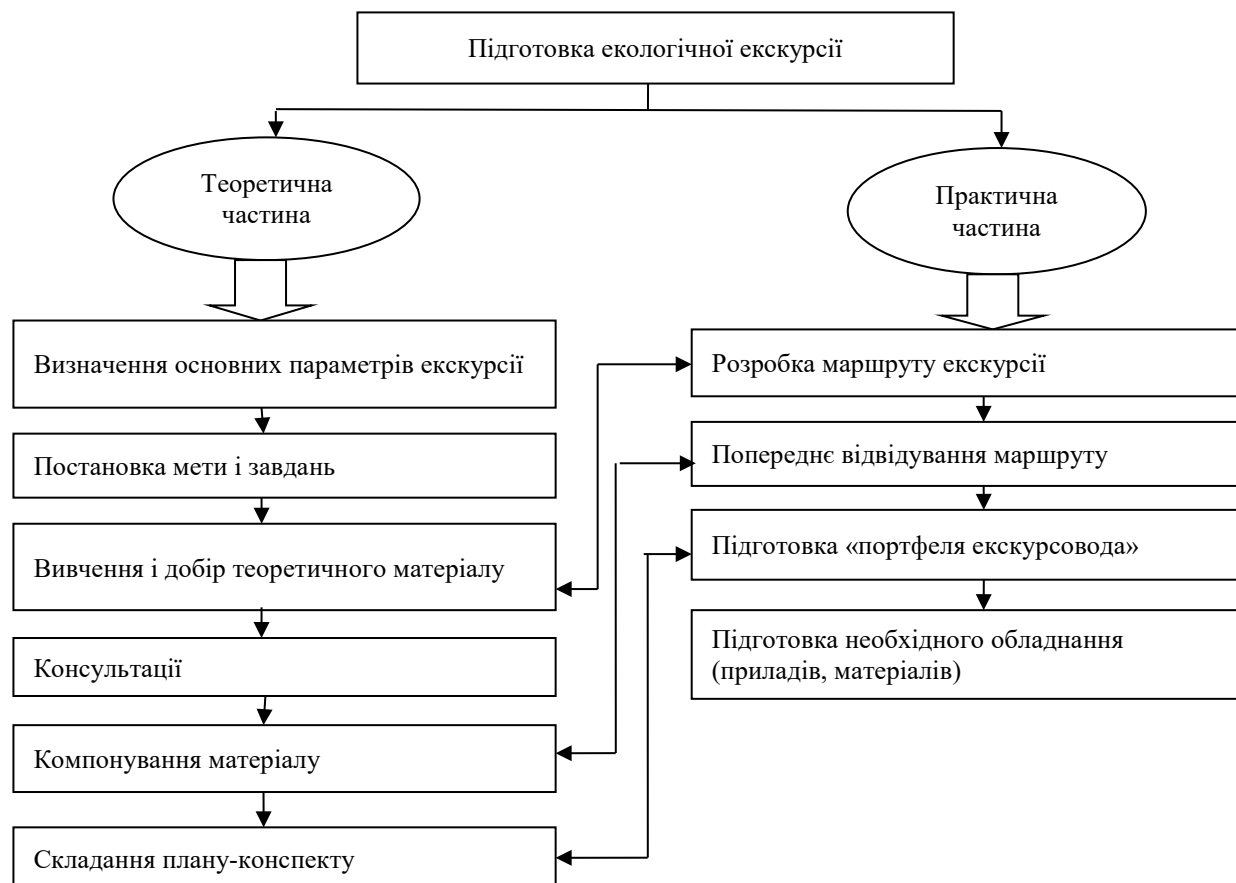 Підготовка екологічної екскурсії
Теоретична
частина
Практична
частина
Визначення основних параметрів екскурсії
Постановка мети і завдань
Вивчення і добір теоретичного матеріалу
Консультації
Компонування матеріалу
Складання плану-конспекту
Розробка маршруту екскурсії
Попереднє відвідування маршруту
Підготовка «портфеля екскурсовода»
Підготовка необхідного обладнання
(приладів, матеріалів)